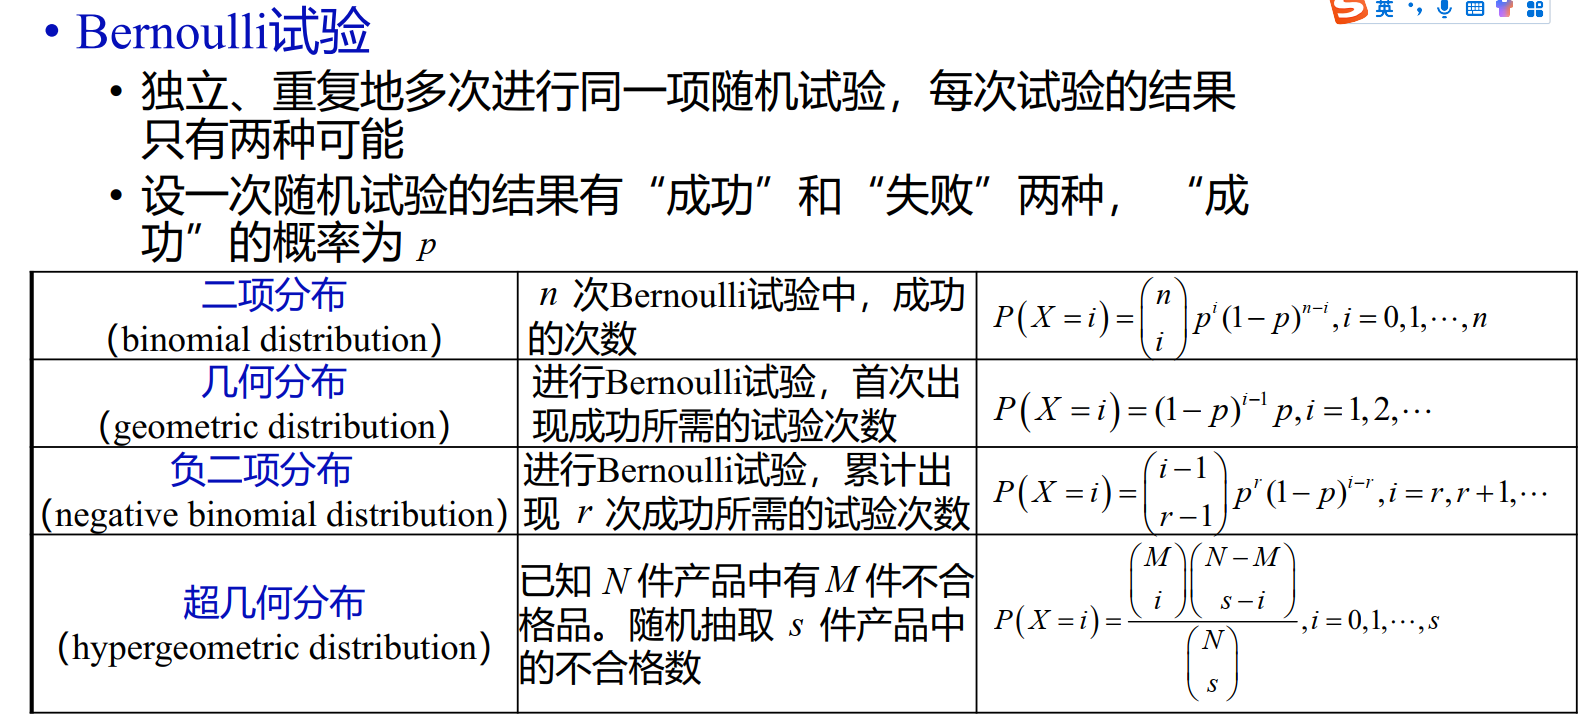 英
• Bernoulli试验
• 独立、重复地多次进行同一项随机试验，每次试验的结果
只有两种可能
• 设一次随机试验的结果有“成功”和“失败”两种， “成
功”的概率为 p
二项分布
（binomial distribution）
n 次Bernoulli试验中，成功
的次数
P(X = i) = \binom{n}{i} p^i (1-p)^{n-i}, i = 0,1,⋯,n
几何分布
（geometric distribution）
进行Bernoulli试验，首次出
现成功所需的试验次数
P(X = i) = (1-p)^{i-1} p, i = 1,2,⋯
负二项分布
（negative binomial distribution）
进行Bernoulli试验，累计出
现 r 次成功所需的试验次数
P(X = i) = \binom{i-1}{r-1} p^r (1-p)^{i-r}, i = r, r+1,⋯
超几何分布
（hypergeometric distribution）
已知 N 件产品中有 M 件不合
格品。随机抽取 s 件产品中
的不合格数
P(X = i) = \frac{\binom{M}{i}\binom{N-M}{s-i}}{\binom{N}{s}}, i = 0,1,⋯,s